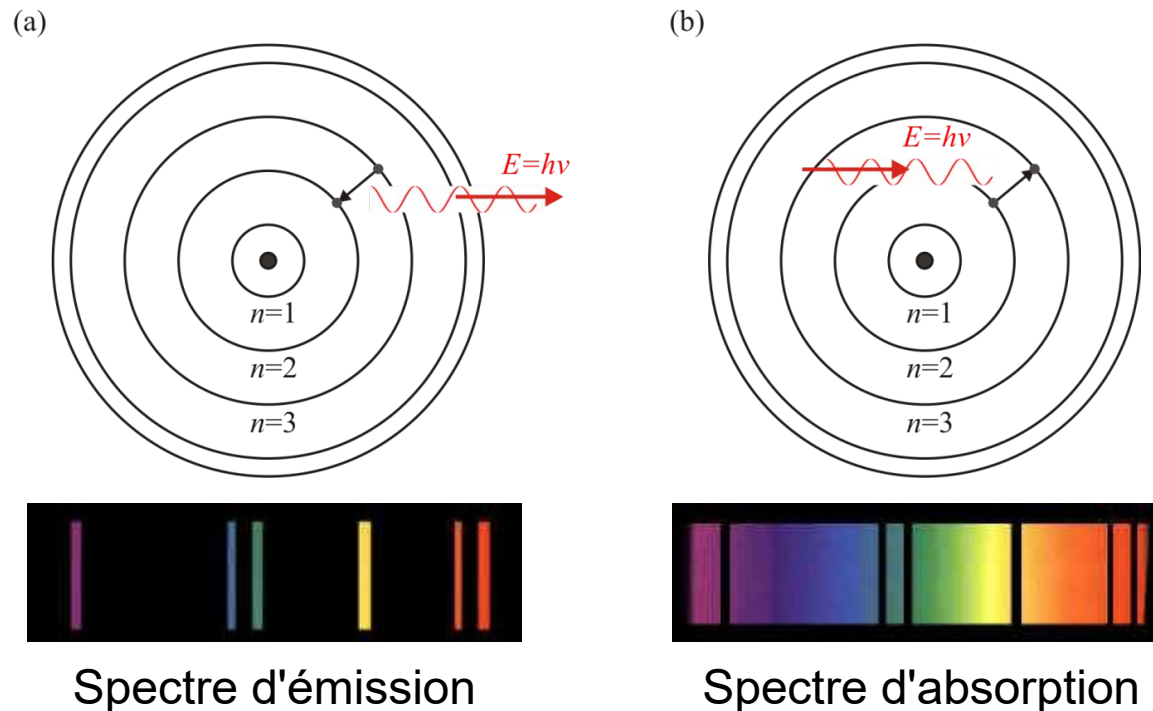 (a)
E=hν
n=1
n=2
n=3
Spectre d'émission
(b)
E=hν
n=1
n=2
n=3
Spectre d'absorption